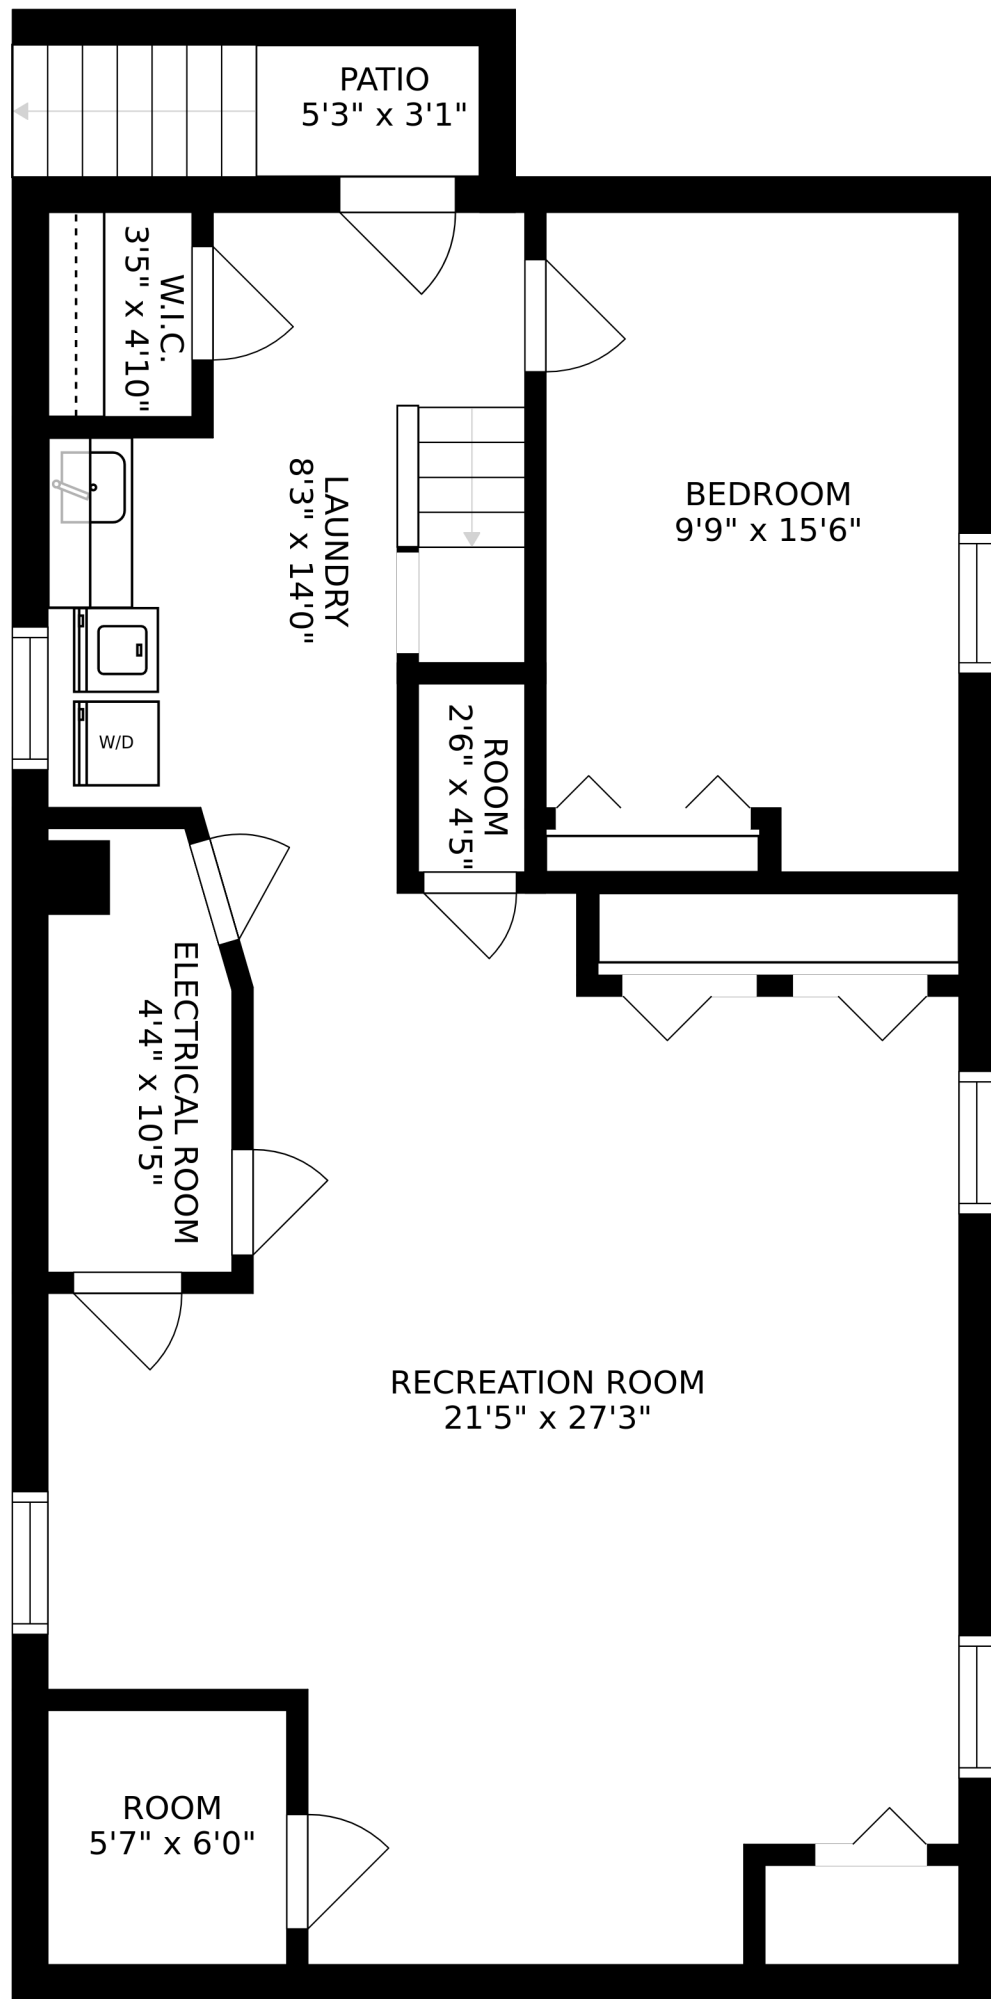 PATIO
5'3" x 3'1"
W.I.C.
3'5" x 4'10"
LAUNDRY
8'3" x 14'0"
BEDROOM
9'9" x 15'6"
W/D
ROOM
2'6" x 4'5"
ELECTRICAL ROOM
4'4" x 10'5"
RECREATION ROOM
21'5" x 27'3"
ROOM
5'7" x 6'0"